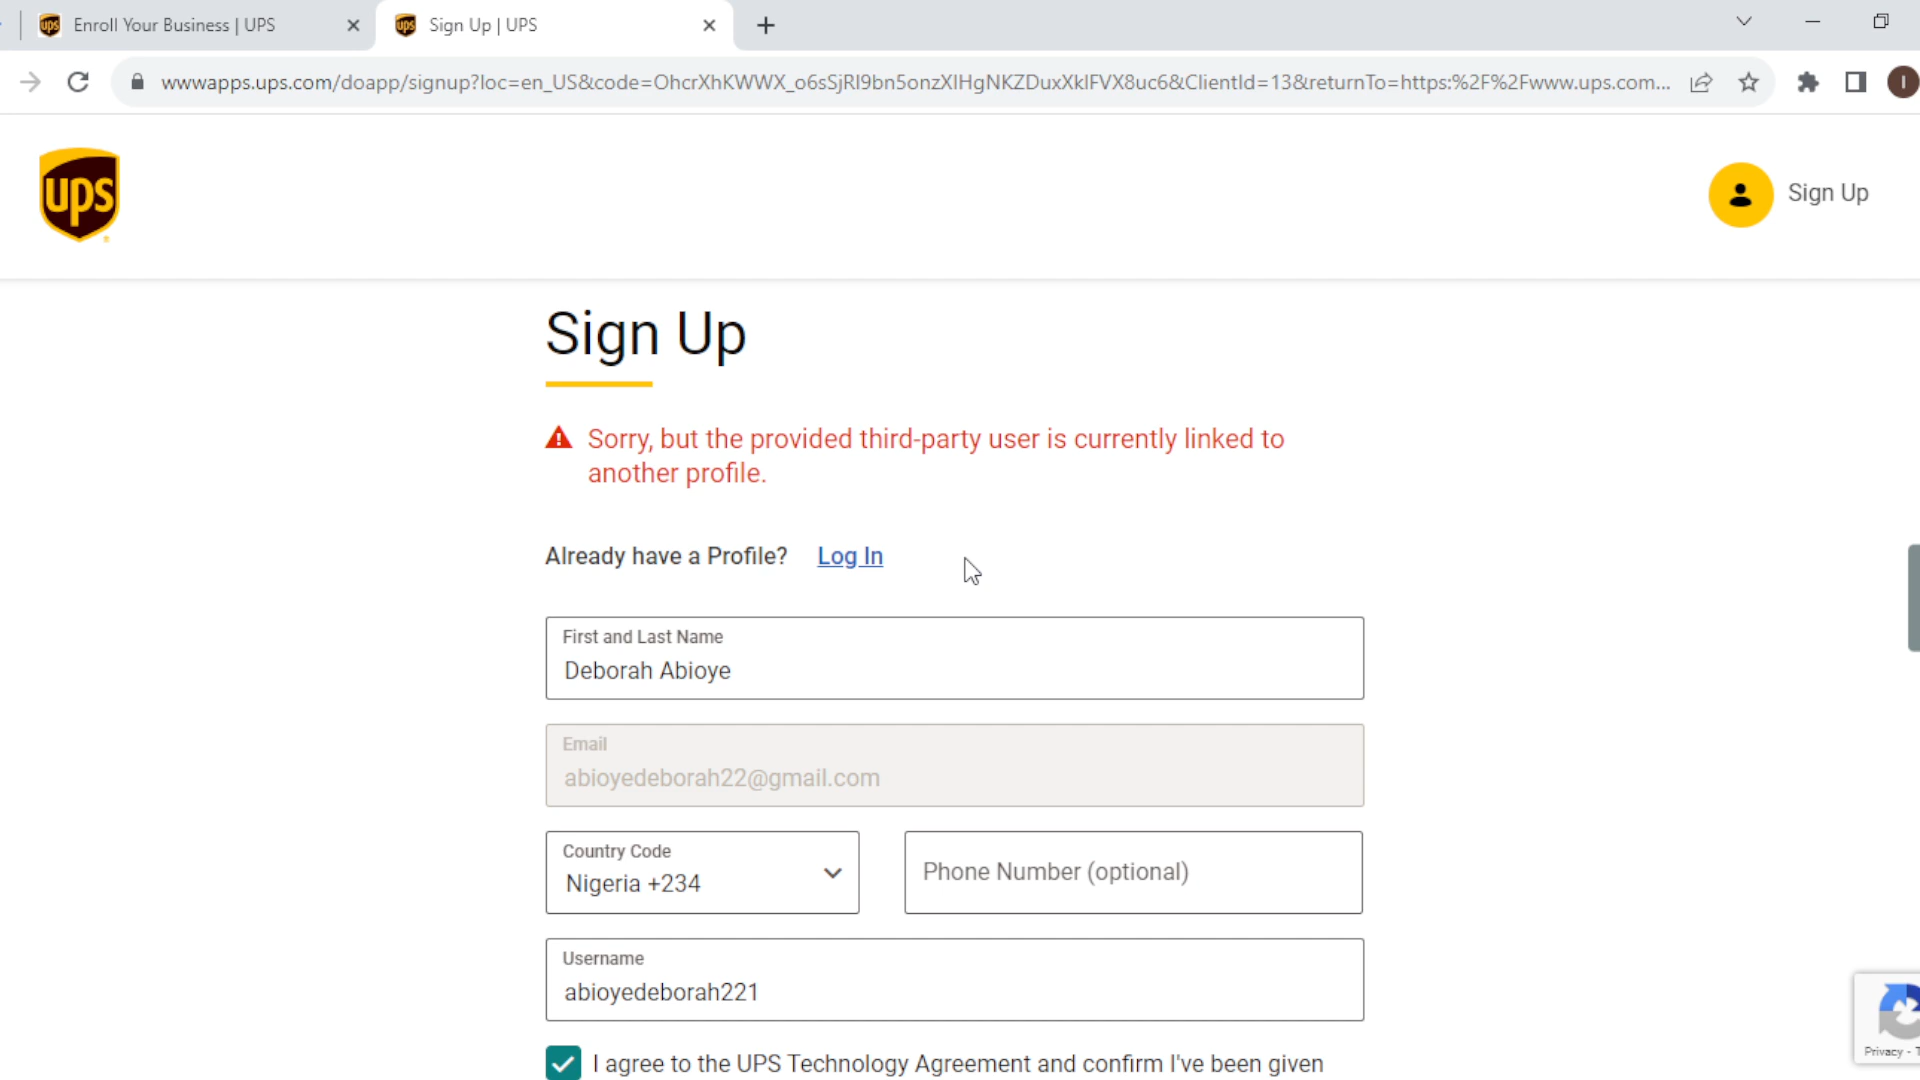 Enroll Your Business | UPS
Sign Up | UPS
wwwapps.ups.com/doapp/signup?loc=en_US&code=OhcrXhKWWX_o6sSjRI9bn5onzXIHgNKZDuxXkIFVX8uc6&ClientId=13&returnTo=https:%2F%2Fwww.ups.com...
I
ups
Sign Up
Sign Up
Sorry, but the provided third-party user is currently linked to
another profile.
Already have a Profile? Log In
First and Last Name
Deborah Abioye
Email
abioyedeborah22@gmail.com
Country Code
Nigeria +234
Phone Number (optional)
Username
abioyedeborah221
I agree to the UPS Technology Agreement and confirm I've been given
Privacy - T